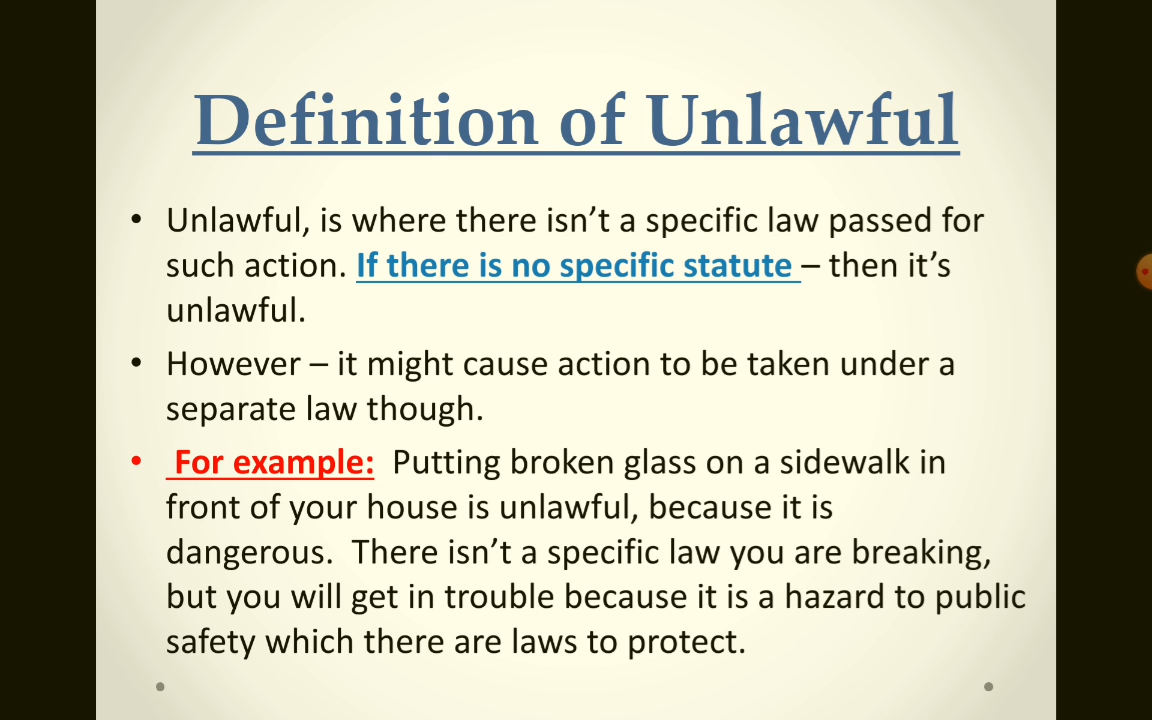 Definition of Unlawful
• Unlawful, is where there isn’t a specific law passed for
such action. If there is no specific statute – then it’s
unlawful.
• However – it might cause action to be taken under a
separate law though.
• For example: Putting broken glass on a sidewalk in
front of your house is unlawful, because it is
dangerous. There isn’t a specific law you are breaking,
but you will get in trouble because it is a hazard to public
safety which there are laws to protect.